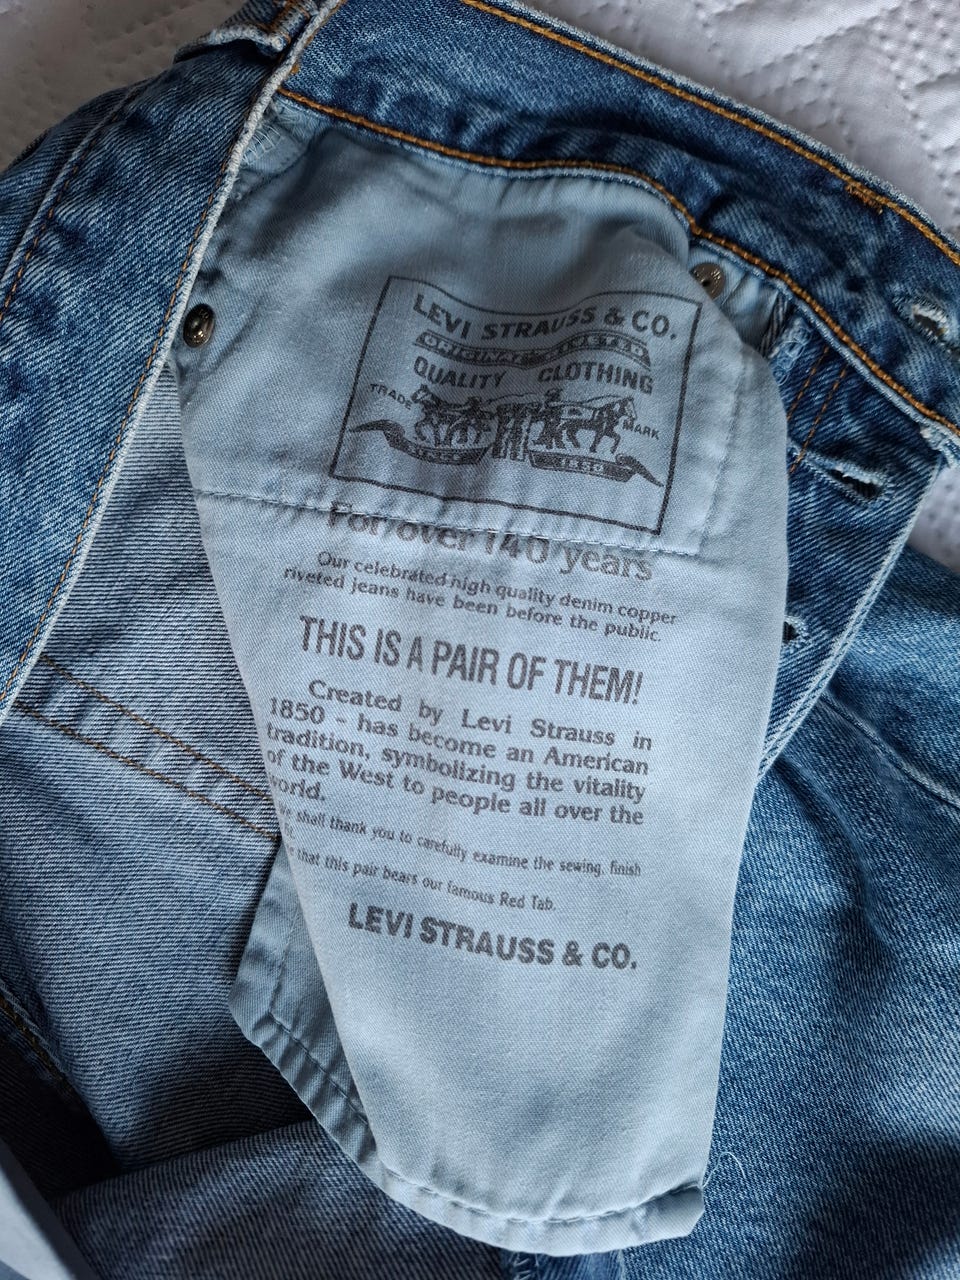 LEVI STRAUSS & CO.
ORIGINAL RIVETED
QUALITY CLOTHING
TRADE MARK
SINCE 1850
For over 140 years
Our celebrated high quality denim copper
riveted jeans have been before the public.
THIS IS A PAIR OF THEM!
Created by Levi Strauss in
1850 - has become an American
tradition, symbolizing the vitality
of the West to people all over the
orld.
we shall thank you to carefully examine the sewing, finish
that this pair bears our famous Red Tab.
LEVI STRAUSS & CO.